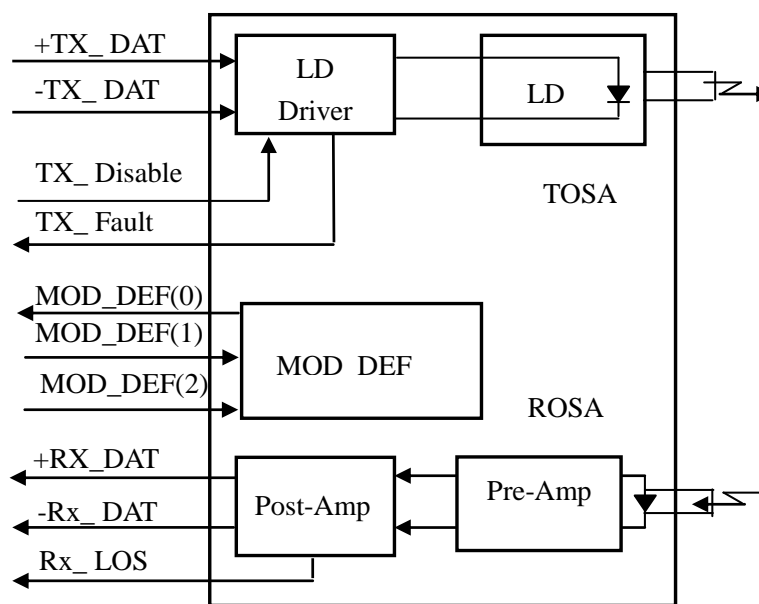 +TX_ DAT
-TX_ DAT
LD
Driver
LD
TX_ Disable
TX_ Fault
TOSA
MOD_DEF(0)
MOD_DEF(1)
MOD_DEF(2)
MOD DEF
ROSA
+RX_DAT
-Rx_ DAT
Rx_ LOS
Post-Amp
Pre-Amp